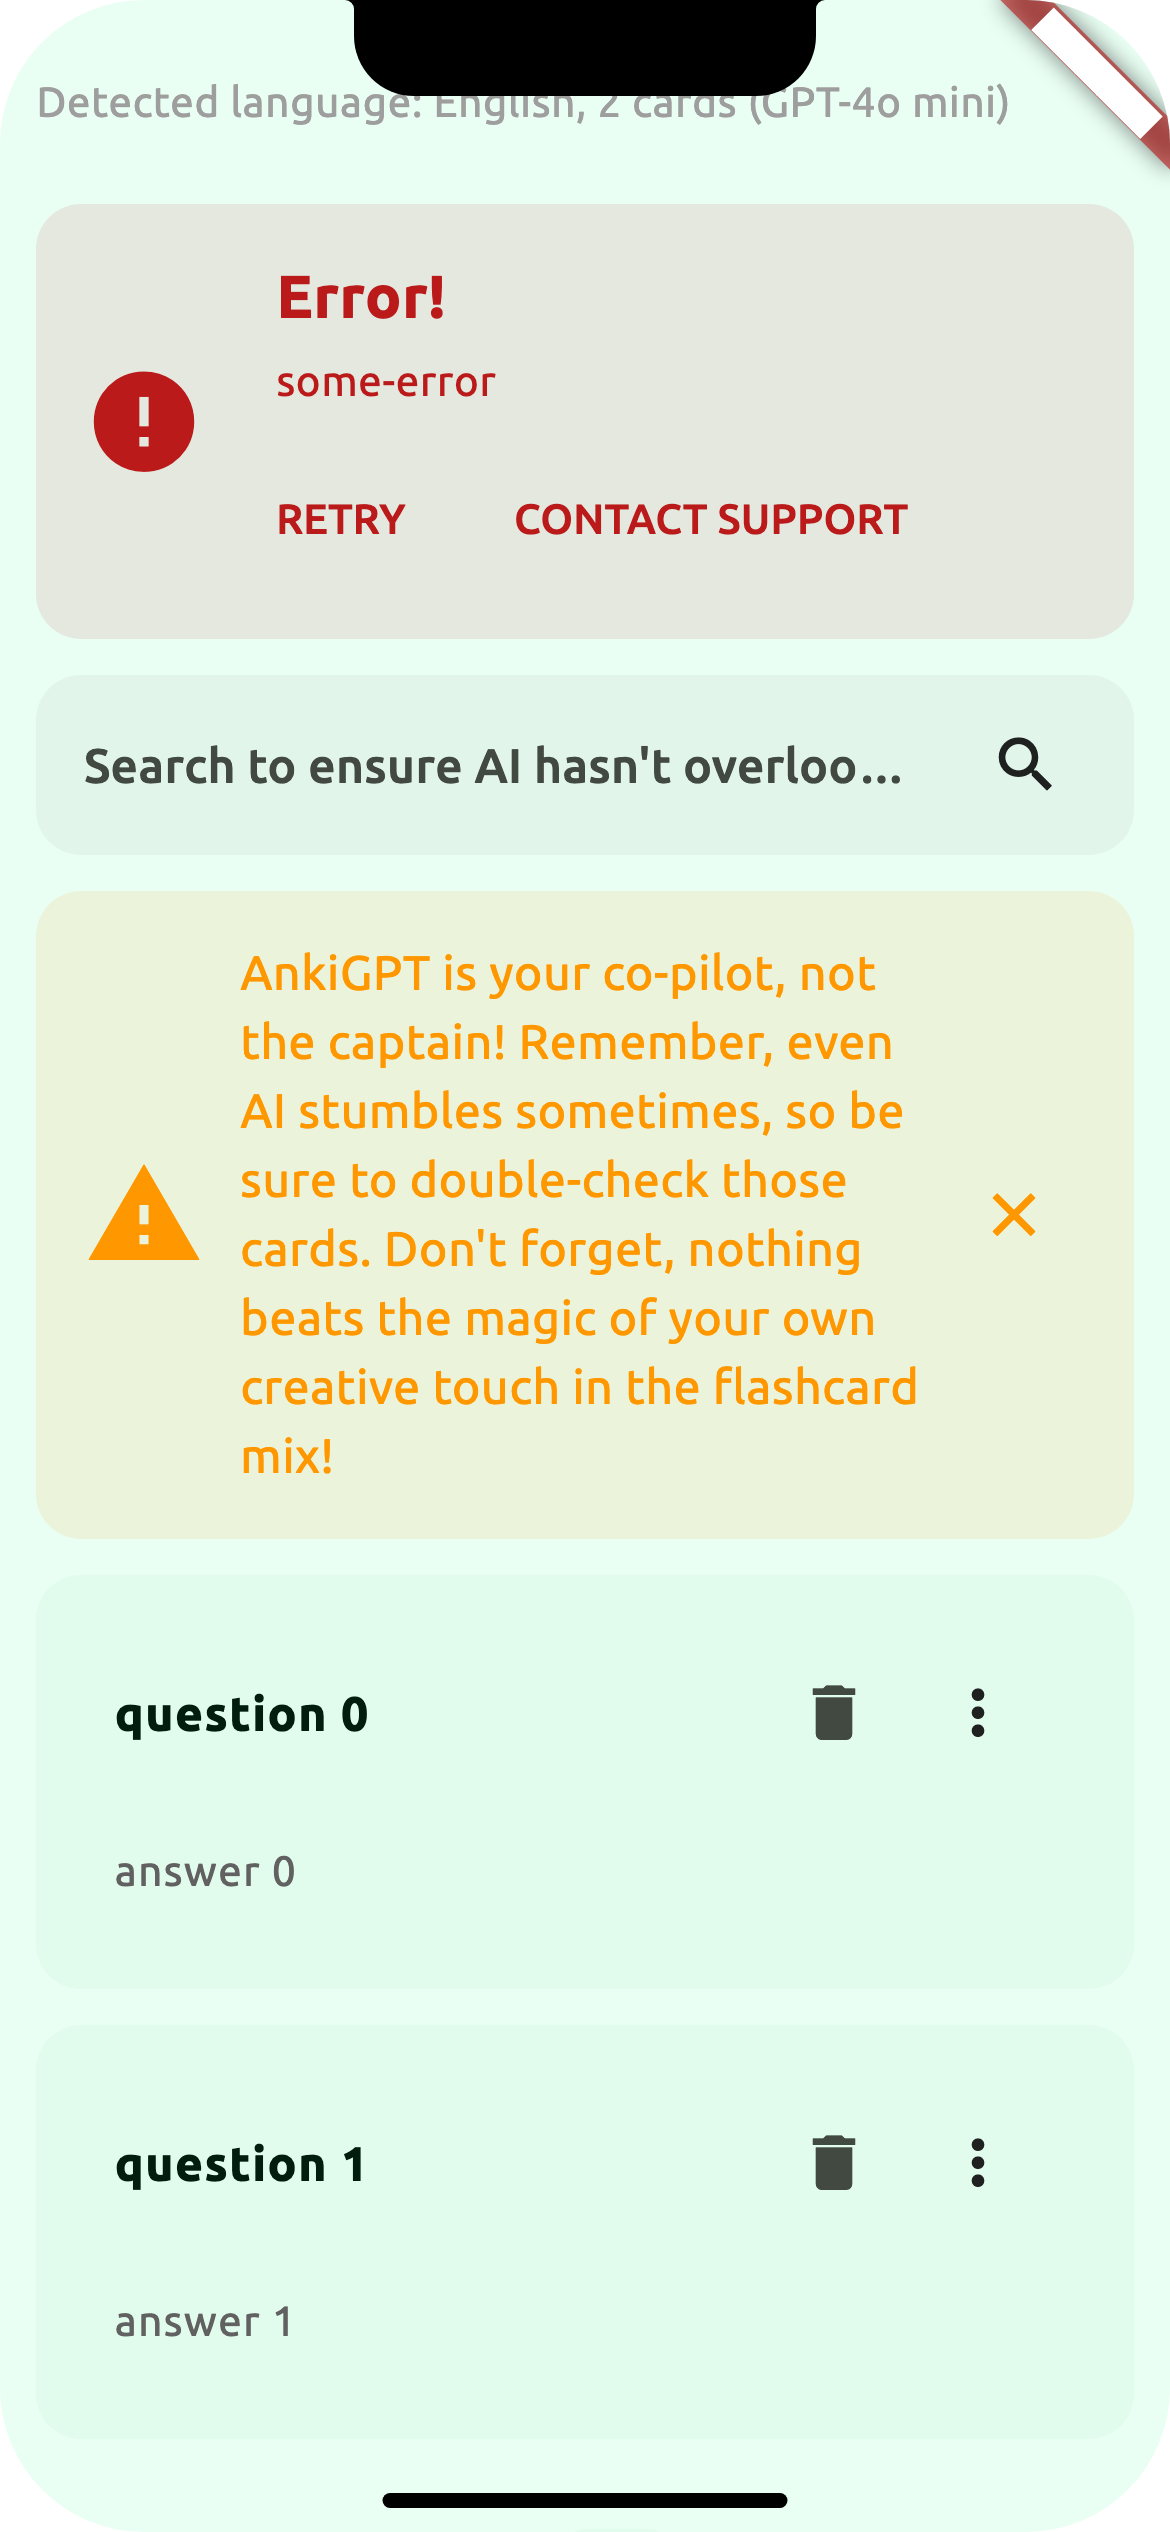 Detected language: English, 2 cards (GPT-4o mini)
Error!
some-error
RETRY CONTACT SUPPORT
Search to ensure AI hasn't overloo...
AnkiGPT is your co-pilot, not
the captain! Remember, even
AI stumbles sometimes, so be
sure to double-check those
cards. Don't forget, nothing
beats the magic of your own
creative touch in the flashcard
mix!
question 0
answer 0
question 1
answer 1